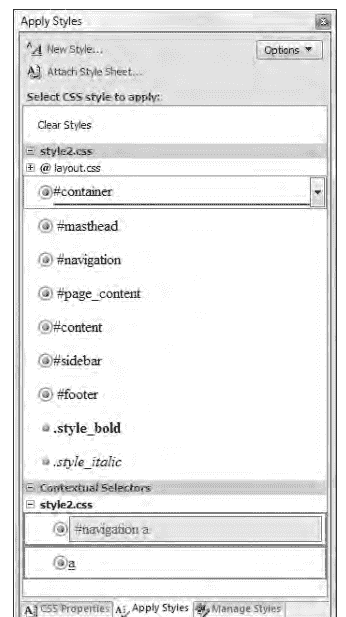 Apply Styles
New Style...
Options
Attach Style Sheet...
Select CSS style to apply:
Clear Styles
style2.css
@ layout.css
#container
#masthead
#navigation
#page_content
#content
#sidebar
#footer
.style_bold
.style_italic
Contextual Selectors
style2.css
#navigation a
a
CSS Properties Apply Styles Manage Styles